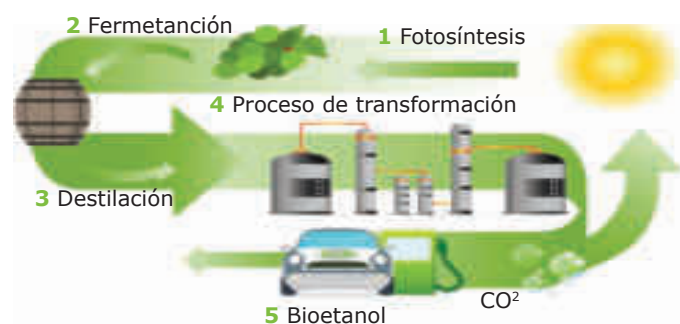 2 Fermetanción
1 Fotosíntesis
4 Proceso de transformación
3 Destilación
CO²
5 Bioetanol